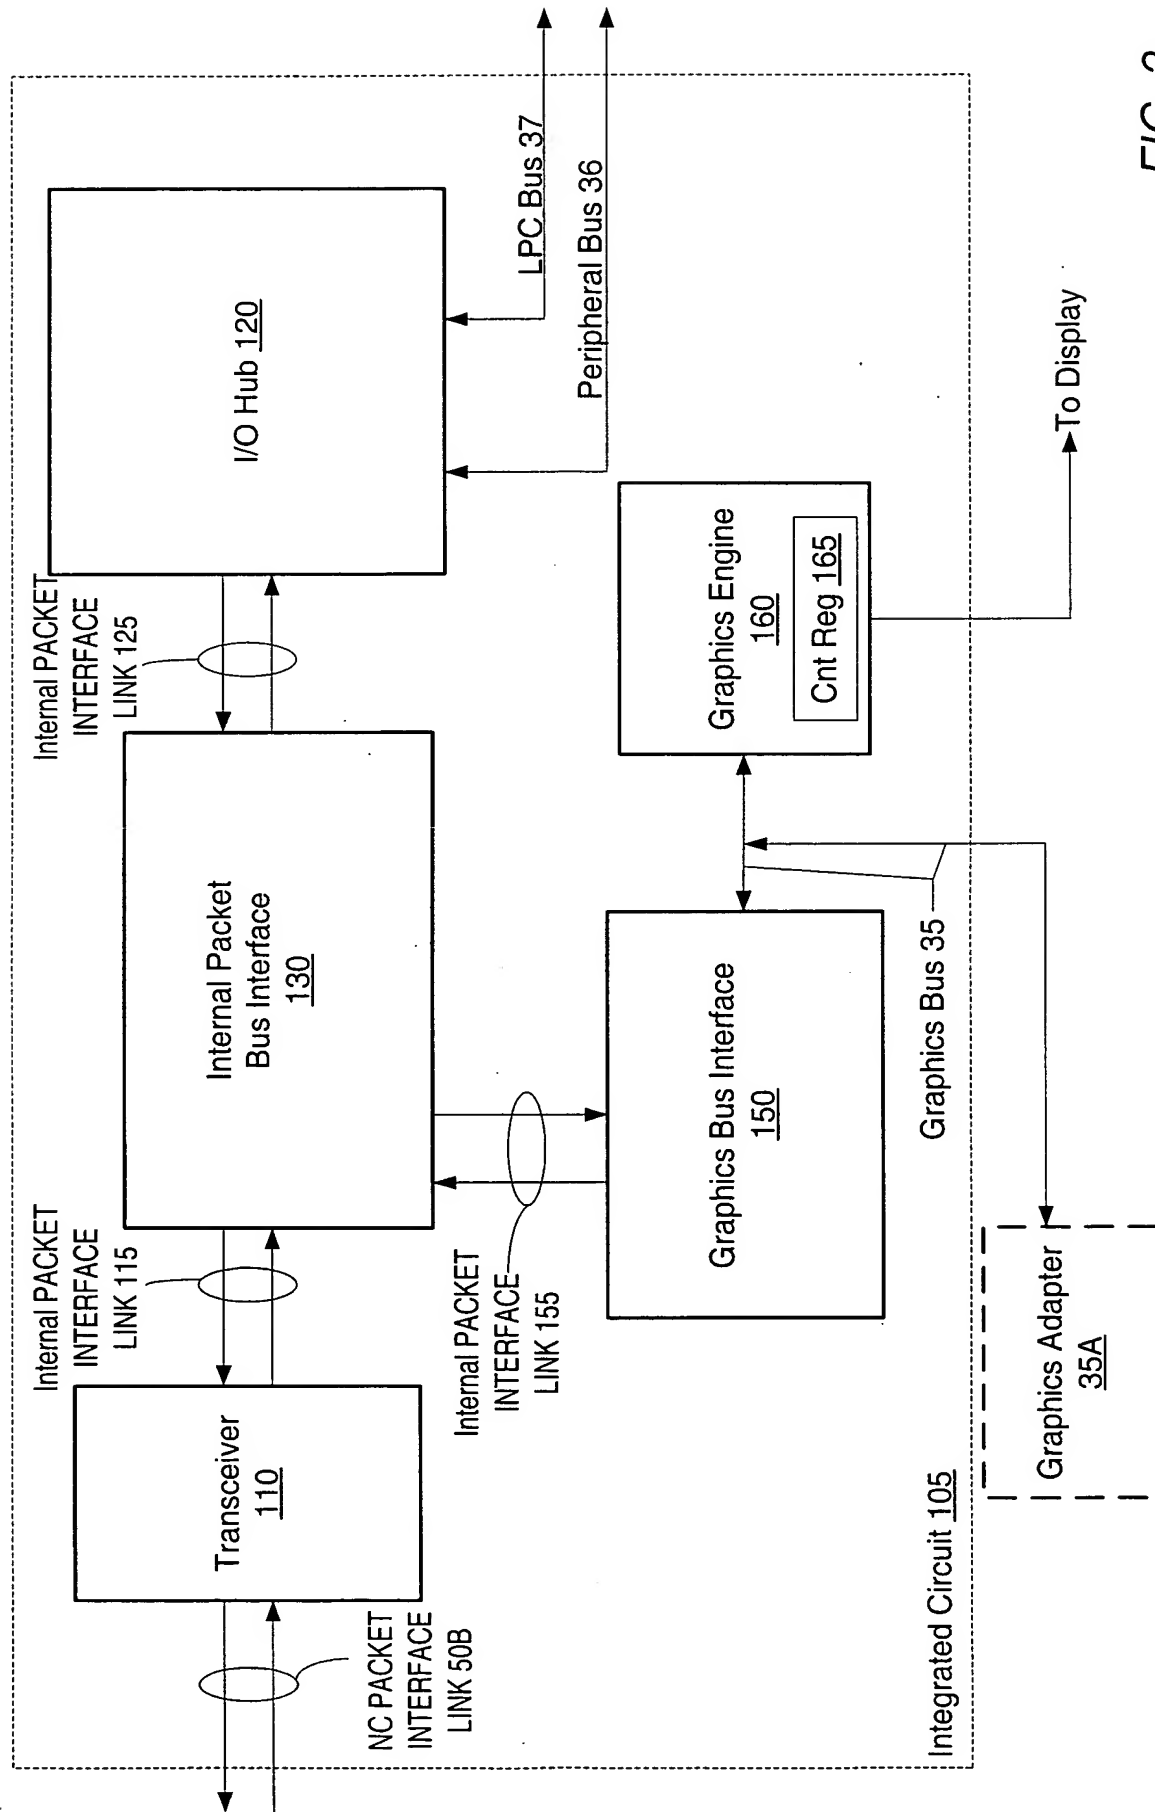 Internal PACKET
INTERFACE
LINK 115
Internal PACKET
INTERFACE
LINK 125
Transceiver
110
Internal Packet
Bus Interface
130
I/O Hub 120
NC PACKET
INTERFACE
LINK 50B
Internal PACKET
INTERFACE
LINK 155
LPC Bus 37
Peripheral Bus 36
Graphics Bus Interface
150
Graphics Engine
160
Cnt Reg 165
Graphics Bus 35
Integrated Circuit 105
To Display
Graphics Adapter
35A
FIG.